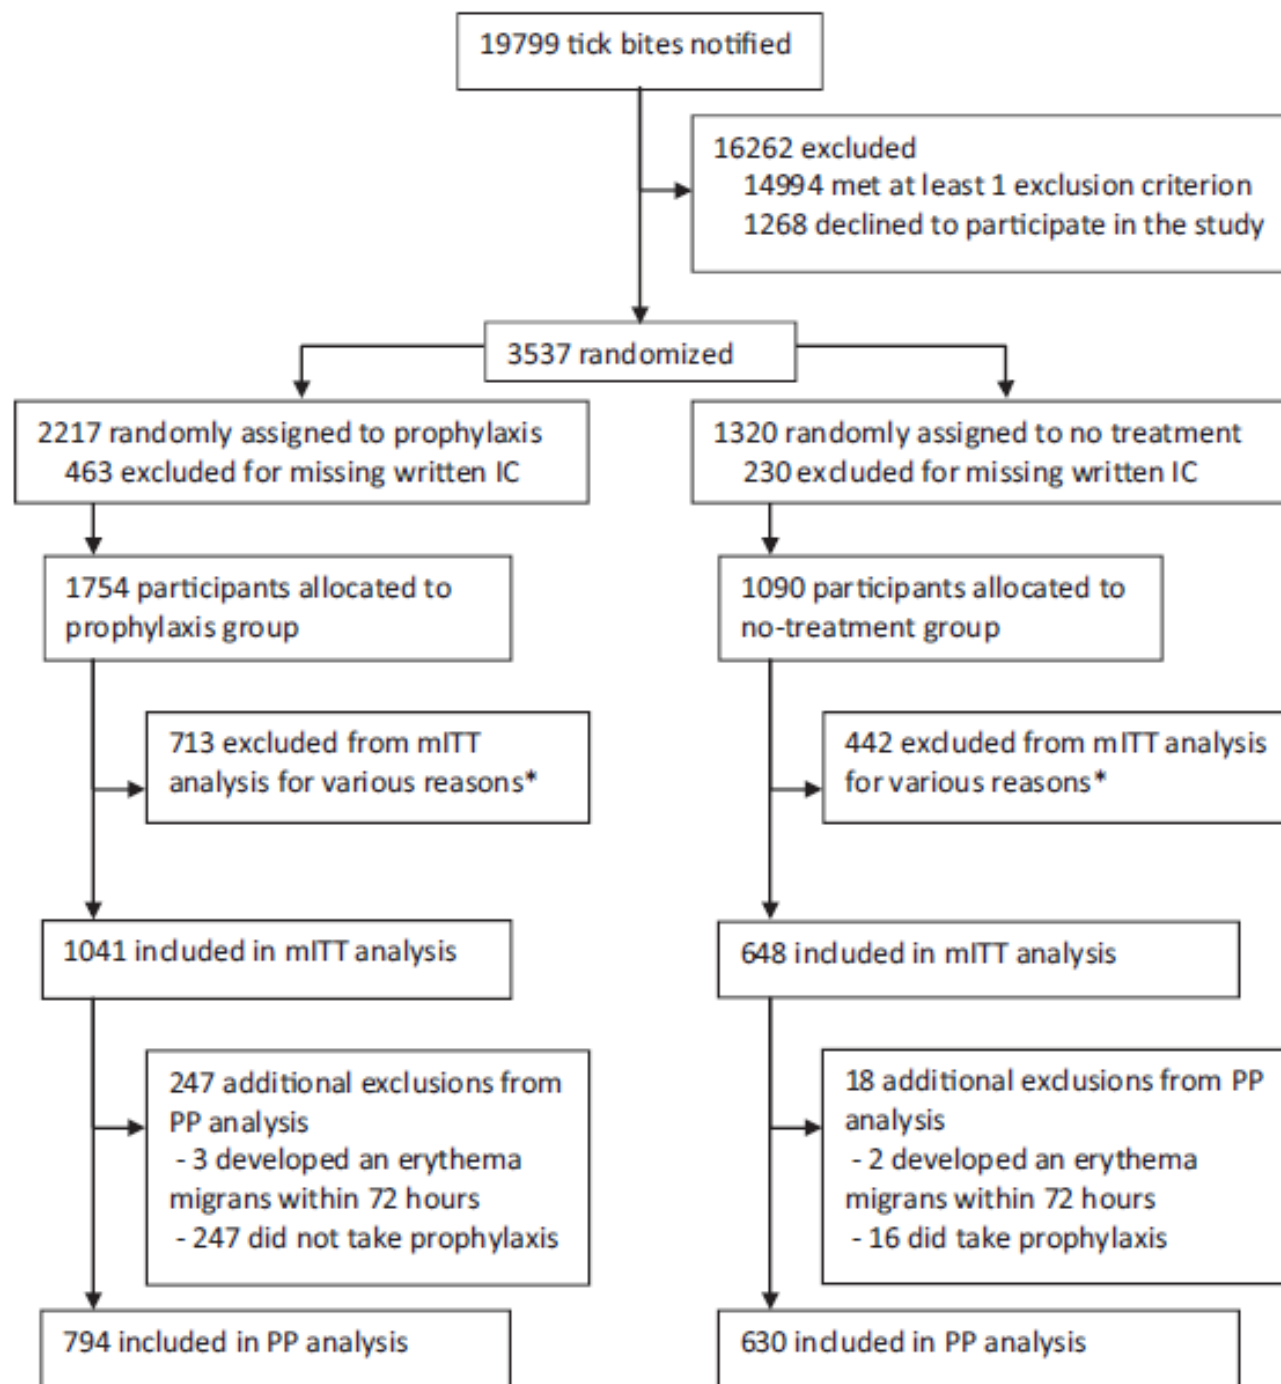 19799 tick bites notified
16262 excluded
14994 met at least 1 exclusion criterion
1268 declined to participate in the study
3537 randomized
2217 randomly assigned to prophylaxis
463 excluded for missing written IC
1320 randomly assigned to no treatment
230 excluded for missing written IC
1754 participants allocated to
prophylaxis group
1090 participants allocated to
no-treatment group
713 excluded from mITT
analysis for various reasons*
442 excluded from mITT analysis
for various reasons*
1041 included in mITT analysis
648 included in mITT analysis
247 additional exclusions from
PP analysis
- 3 developed an erythema
migrans within 72 hours
- 247 did not take prophylaxis
18 additional exclusions from PP
analysis
- 2 developed an erythema
migrans within 72 hours
- 16 did take prophylaxis
794 included in PP analysis
630 included in PP analysis